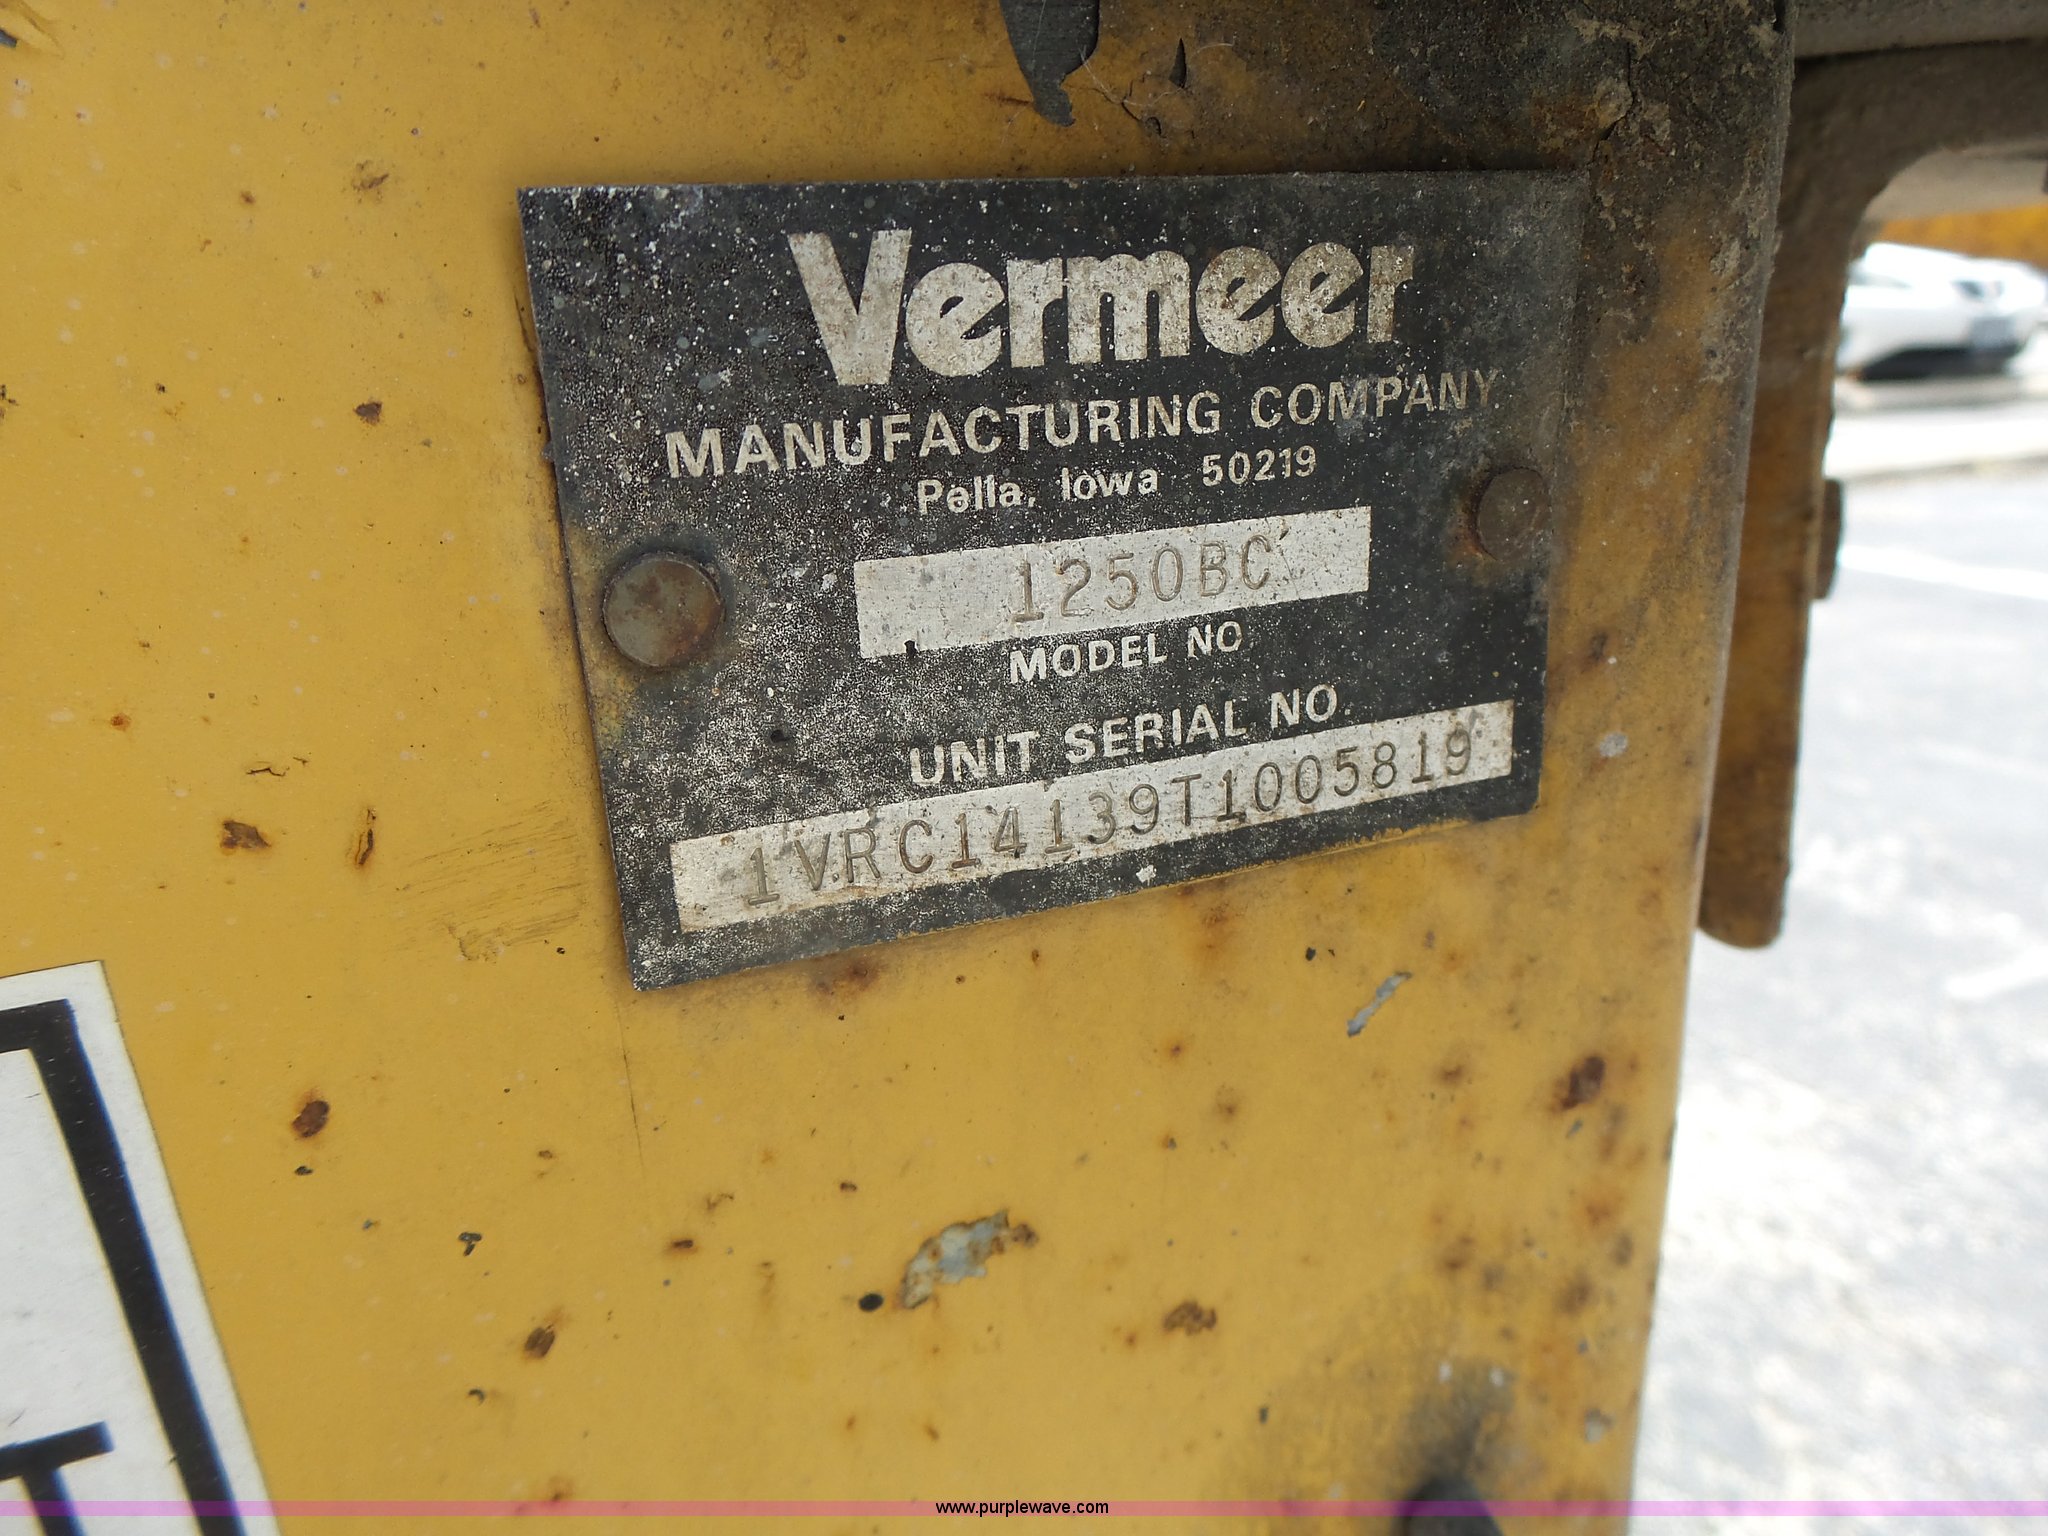 Vermeer
MANUFACTURING COMPANY
Pella, Iowa 50219
1250BC
MODEL NO
UNIT SERIAL NO.
1VRC14139T1005819
T
www.purplewave.com